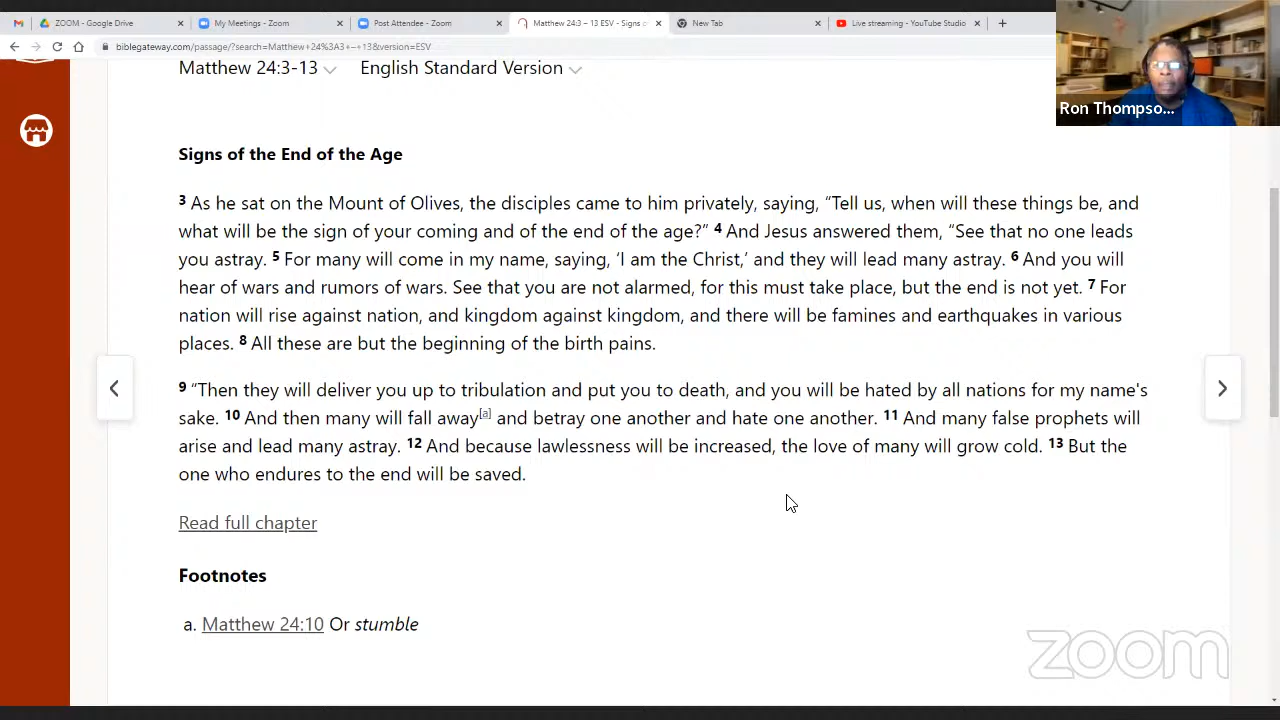 ZOOM - Google Drive × My Meetings - Zoom × Post Attendee - Zoom × Matthew 24:3 – 13 ESV - Signs o × New Tab × Live streaming - YouTube Studio × +
biblegateway.com/passage/?search=Matthew+24%3A3+–+13&version=ESV
Matthew 24:3-13 English Standard Version
Ron Thompso...
Signs of the End of the Age
3 As he sat on the Mount of Olives, the disciples came to him privately, saying, “Tell us, when will these things be, and
what will be the sign of your coming and of the end of the age?” 4 And Jesus answered them, “See that no one leads
you astray. 5 For many will come in my name, saying, ‘I am the Christ,’ and they will lead many astray. 6 And you will
hear of wars and rumors of wars. See that you are not alarmed, for this must take place, but the end is not yet. 7 For
nation will rise against nation, and kingdom against kingdom, and there will be famines and earthquakes in various
places. 8 All these are but the beginning of the birth pains.
9 “Then they will deliver you up to tribulation and put you to death, and you will be hated by all nations for my name's
sake. 10 And then many will fall away[a] and betray one another and hate one another. 11 And many false prophets will
arise and lead many astray. 12 And because lawlessness will be increased, the love of many will grow cold. 13 But the
one who endures to the end will be saved.
Read full chapter
Footnotes
a. Matthew 24:10 Or stumble
zoom